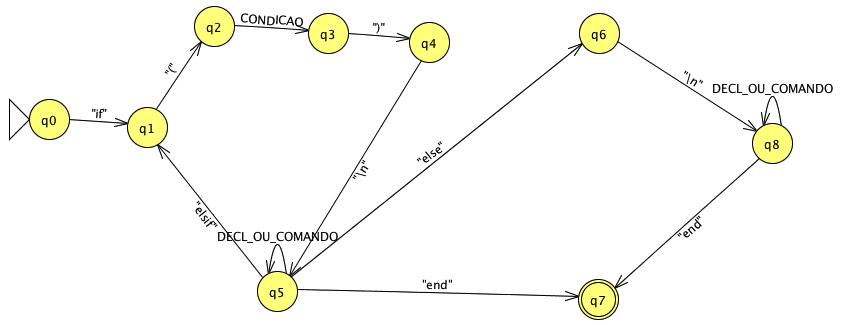 q0
"if"
q1
"("
q2
CONDICAO
q3
")"
q4
"\n"
q5
DECL_OU_COMANDO
"elsif"
"else"
q6
"\n"
q8
DECL_OU_COMANDO
"end"
"end"
q7